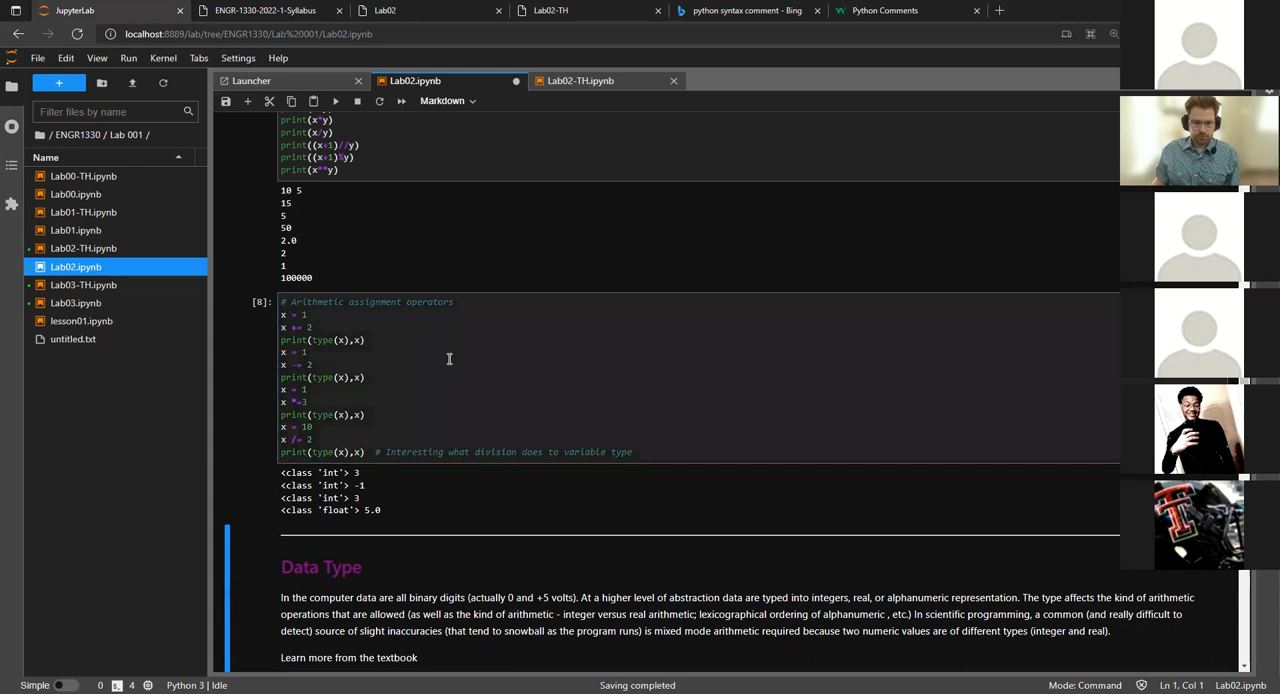 JupyterLab
ENGR-1330-2022-1-Syllabus
Lab02
Lab02-TH
python syntax comment - Bing
Python Comments
localhost:8889/lab/tree/ENGR1330/Lab%20001/Lab02.ipynb
File Edit View Run Kernel Tabs Settings Help
Launcher
Lab02.ipynb
Lab02-TH.ipynb
Markdown
Filter files by name
/ ENGR1330 / Lab 001 /
Name
Lab00-TH.ipynb
Lab00.ipynb
Lab01-TH.ipynb
Lab01.ipynb
Lab02-TH.ipynb
Lab02.ipynb
Lab03-TH.ipynb
Lab03.ipynb
lesson01.ipynb
untitled.txt
print(x*y)
print(x/y)
print((x+1)//y)
print((x+1)%y)
print(x**y)
10 5
15
5
50
2.0
2
1
100000
[8]:
# Arithmetic assignment operators
x = 1
x += 2
print(type(x),x)
x = 1
x -= 2
print(type(x),x)
x = 1
x *=3
print(type(x),x)
x = 10
x /= 2
print(type(x),x) # Interesting what division does to variable type
<class 'int'> 3
<class 'int'> -1
<class 'int'> 3
<class 'float'> 5.0
Data Type
In the computer data are all binary digits (actually 0 and +5 volts). At a higher level of abstraction data are typed into integers, real, or alphanumeric representation. The type affects the kind of arithmetic
operations that are allowed (as well as the kind of arithmetic - integer versus real arithmetic; lexicographical ordering of alphanumeric , etc.) In scientific programming, a common (and really difficult to
detect) source of slight inaccuracies (that tend to snowball as the program runs) is mixed mode arithmetic required because two numeric values are of different types (integer and real).
Learn more from the textbook
Simple 0 4 Python 3 | Idle
Saving completed
Mode: Command Ln 1, Col 1 Lab02.ipynb